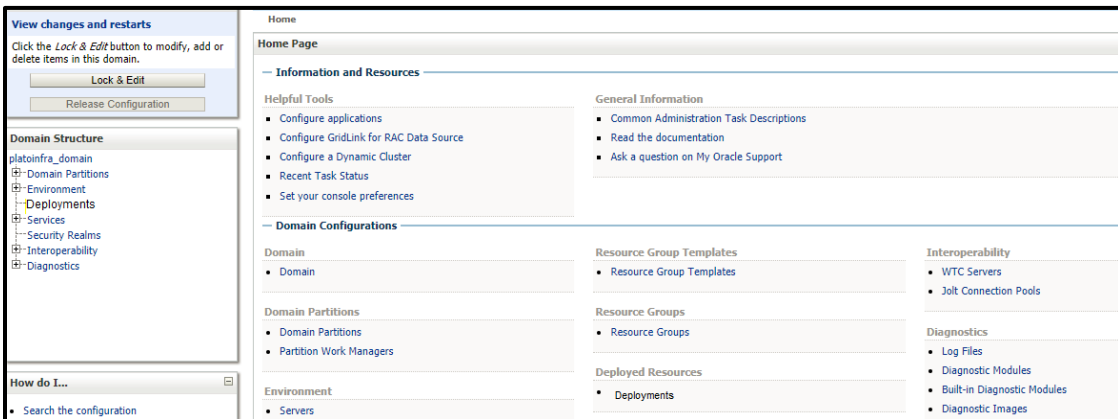 View changes and restarts
Click the Lock & Edit button to modify, add or
delete items in this domain.
Lock & Edit
Release Configuration
Domain Structure
platoinfra_domain
Domain Partitions
Environment
Deployments
Services
Security Realms
Interoperability
Diagnostics
How do I...
Search the configuration
Home
Home Page
Information and Resources
Helpful Tools
Configure applications
Configure GridLink for RAC Data Source
Configure a Dynamic Cluster
Recent Task Status
Set your console preferences
General Information
Common Administration Task Descriptions
Read the documentation
Ask a question on My Oracle Support
Domain Configurations
Domain
Domain
Domain Partitions
Domain Partitions
Partition Work Managers
Environment
Servers
Resource Group Templates
Resource Group Templates
Resource Groups
Resource Groups
Deployed Resources
Deployments
Interoperability
WTC Servers
Jolt Connection Pools
Diagnostics
Log Files
Diagnostic Modules
Built-in Diagnostic Modules
Diagnostic Images